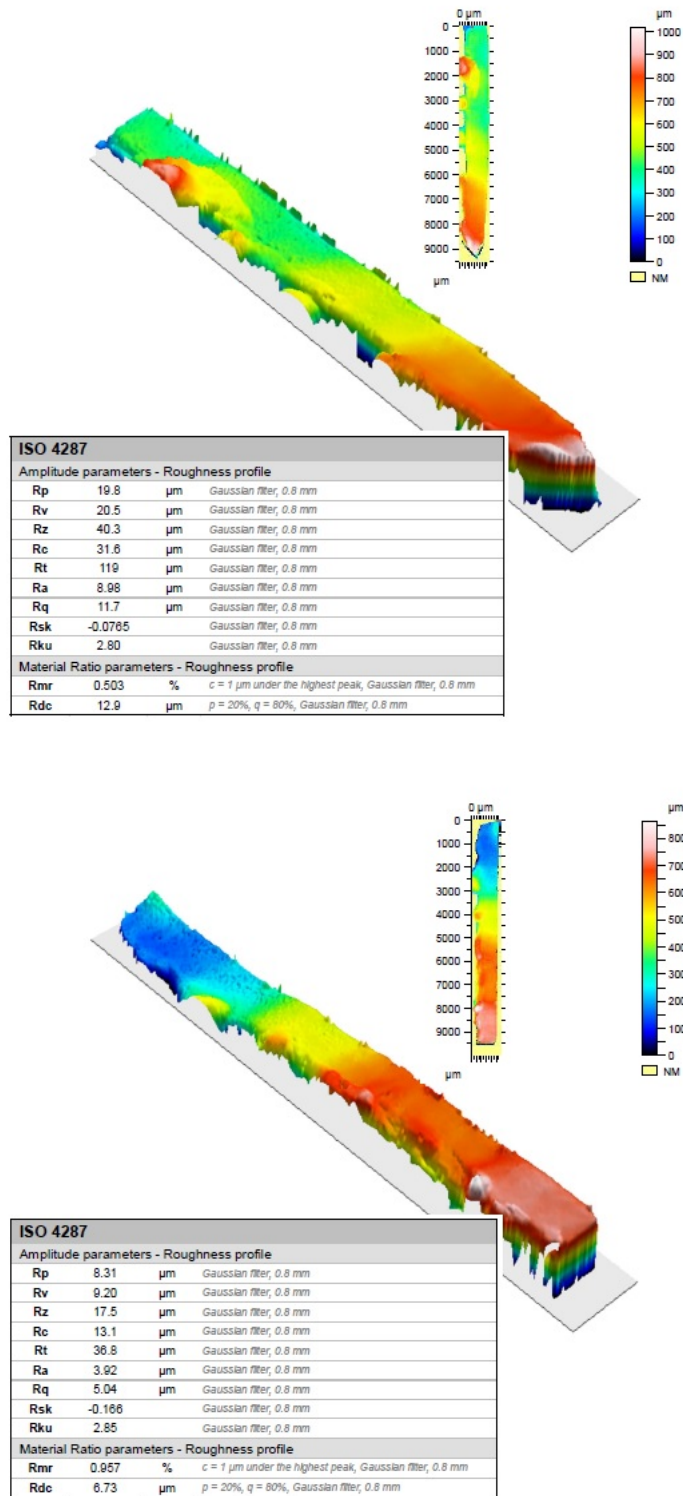 0 µm
µm
0
1000
2000
3000
4000
5000
6000
7000
8000
9000
µm
1000
900
800
700
600
500
400
300
200
100
0
NM
ISO 4287
Amplitude parameters - Roughness profile
Rp 19.8 µm Gaussian filter, 0.8 mm
Rv 20.5 µm Gaussian filter, 0.8 mm
Rz 40.3 µm Gaussian filter, 0.8 mm
Rc 31.6 µm Gaussian filter, 0.8 mm
Rt 119 µm Gaussian filter, 0.8 mm
Ra 8.98 µm Gaussian filter, 0.8 mm
Rq 11.7 µm Gaussian filter, 0.8 mm
Rsk -0.0765 Gaussian filter, 0.8 mm
Rku 2.80 Gaussian filter, 0.8 mm
Material Ratio parameters - Roughness profile
Rmr 0.503 % c = 1 µm under the highest peak, Gaussian filter, 0.8 mm
Rdc 12.9 µm p = 20%, q = 80%, Gaussian filter, 0.8 mm
0 µm
µm
0
1000
2000
3000
4000
5000
6000
7000
8000
9000
µm
800
700
600
500
400
300
200
100
0
NM
ISO 4287
Amplitude parameters - Roughness profile
Rp 8.31 µm Gaussian filter, 0.8 mm
Rv 9.20 µm Gaussian filter, 0.8 mm
Rz 17.5 µm Gaussian filter, 0.8 mm
Rc 13.1 µm Gaussian filter, 0.8 mm
Rt 36.8 µm Gaussian filter, 0.8 mm
Ra 3.92 µm Gaussian filter, 0.8 mm
Rq 5.04 µm Gaussian filter, 0.8 mm
Rsk -0.166 Gaussian filter, 0.8 mm
Rku 2.85 Gaussian filter, 0.8 mm
Material Ratio parameters - Roughness profile
Rmr 0.957 % c = 1 µm under the highest peak, Gaussian filter, 0.8 mm
Rdc 6.73 µm p = 20%, q = 80%, Gaussian filter, 0.8 mm